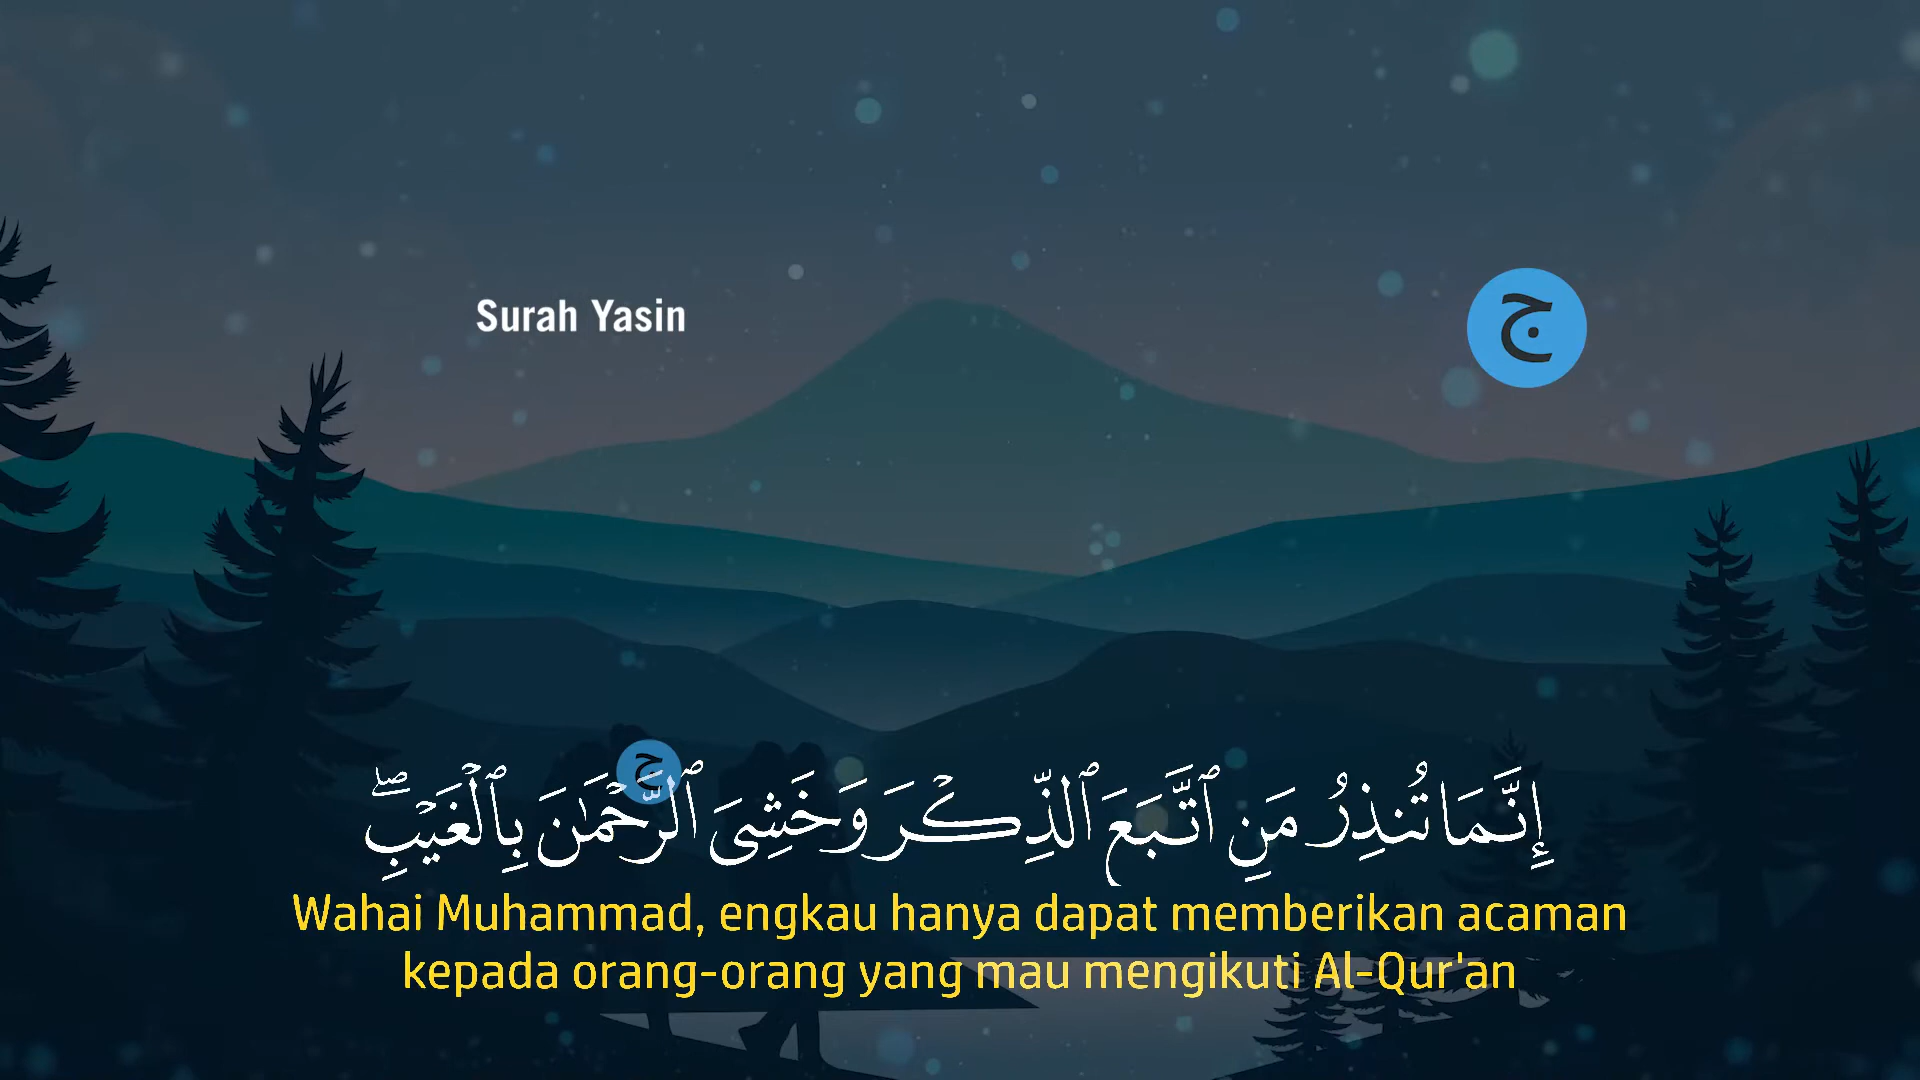 Surah Yasin
ج
ج
إِنَّمَا تُنذِرُ مَنِ ٱتَّبَعَ ٱلذِّكْرَ وَخَشِىَ ٱلرَّحْمَٰنَ بِٱلْغَيْبِ ۖ
Wahai Muhammad, engkau hanya dapat memberikan acaman
kepada orang-orang yang mau mengikuti Al-Qur'an